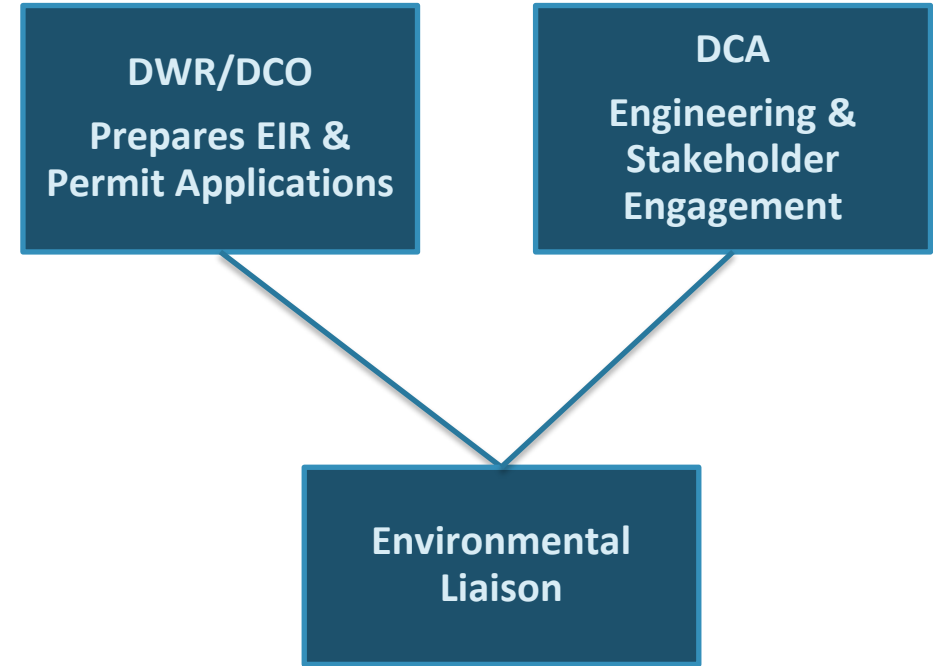 DWR/DCO
Prepares EIR &
Permit Applications
DCA
Engineering &
Stakeholder
Engagement
Environmental
Liaison